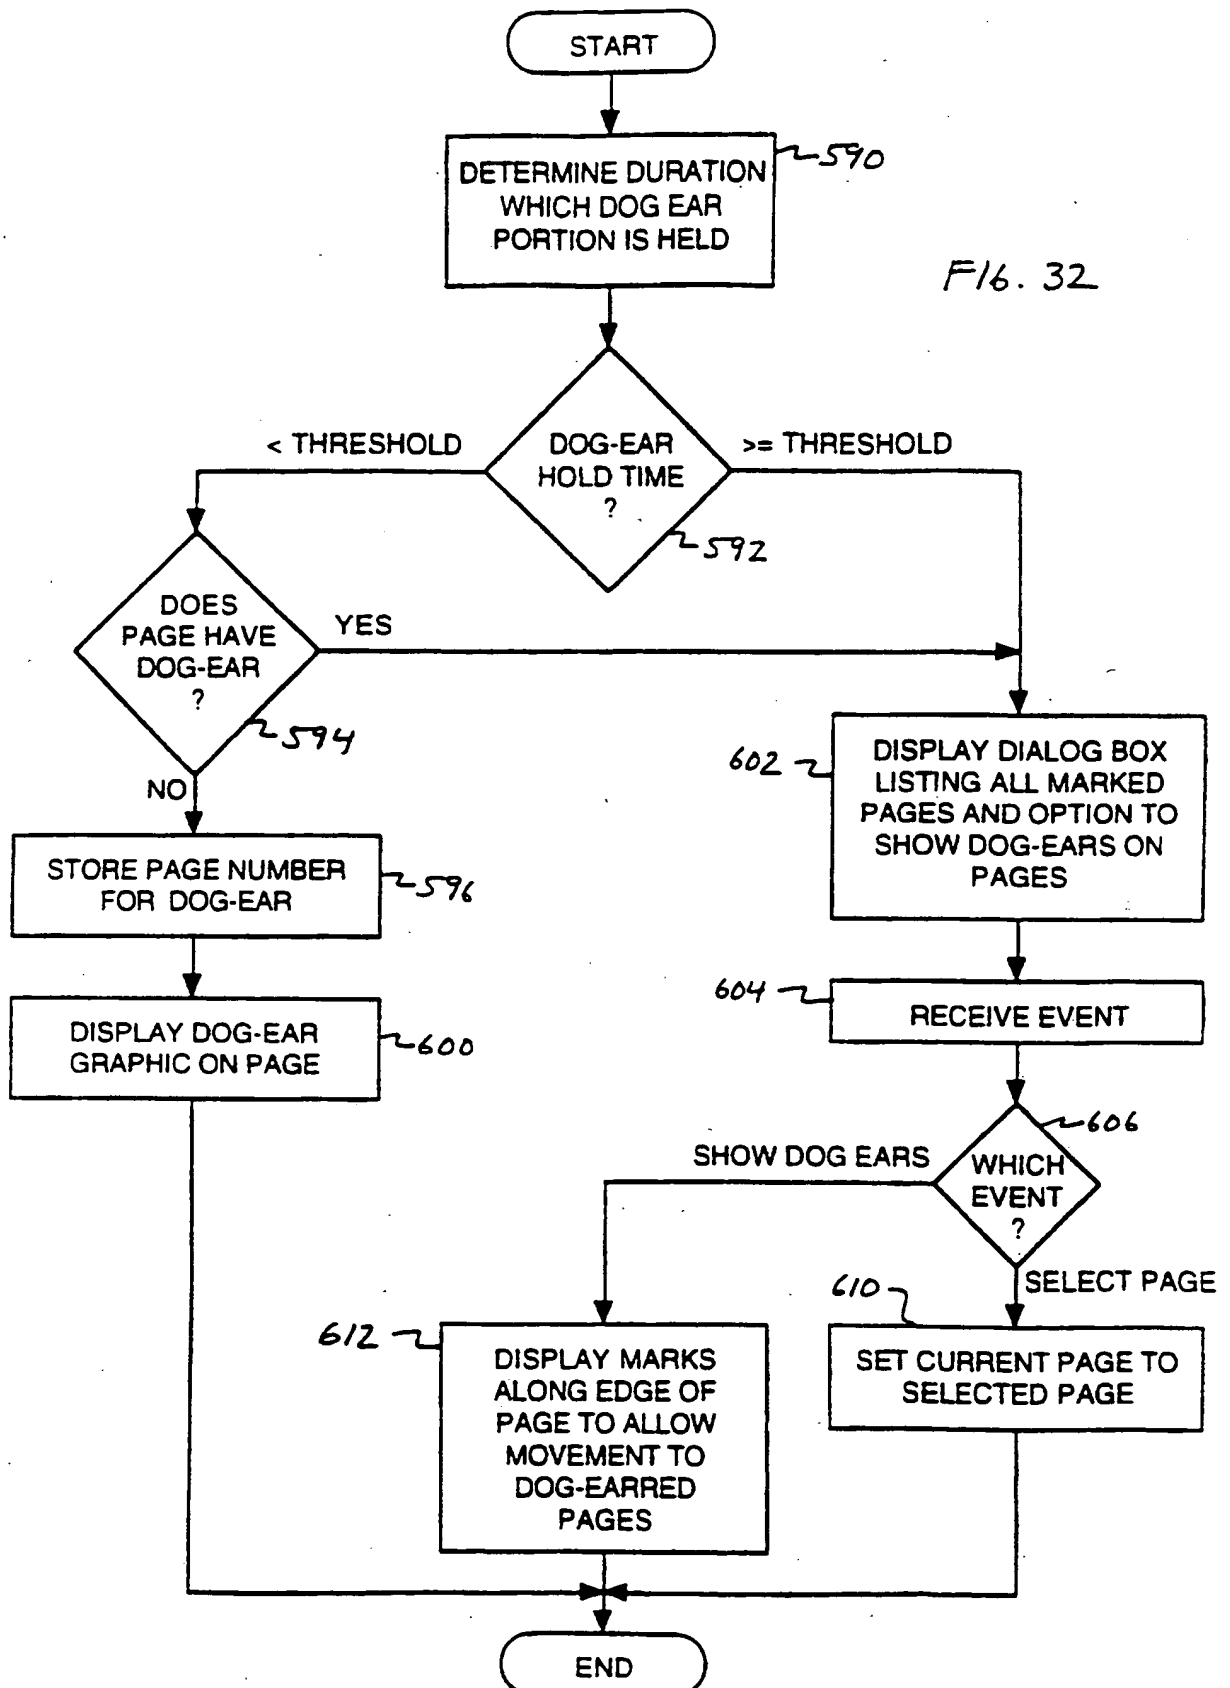 START
DETERMINE DURATION
WHICH DOG EAR
PORTION IS HELD
590
FIG. 32
< THRESHOLD
DOG-EAR
HOLD TIME
?
>= THRESHOLD
592
DOES
PAGE HAVE
DOG-EAR
?
YES
594
NO
STORE PAGE NUMBER
FOR DOG-EAR
596
DISPLAY DOG-EAR
GRAPHIC ON PAGE
600
602
DISPLAY DIALOG BOX
LISTING ALL MARKED
PAGES AND OPTION TO
SHOW DOG-EARS ON
PAGES
604
RECEIVE EVENT
606
SHOW DOG EARS
WHICH
EVENT
?
SELECT PAGE
610
SET CURRENT PAGE TO
SELECTED PAGE
612
DISPLAY MARKS
ALONG EDGE OF
PAGE TO ALLOW
MOVEMENT TO
DOG-EARRED
PAGES
END